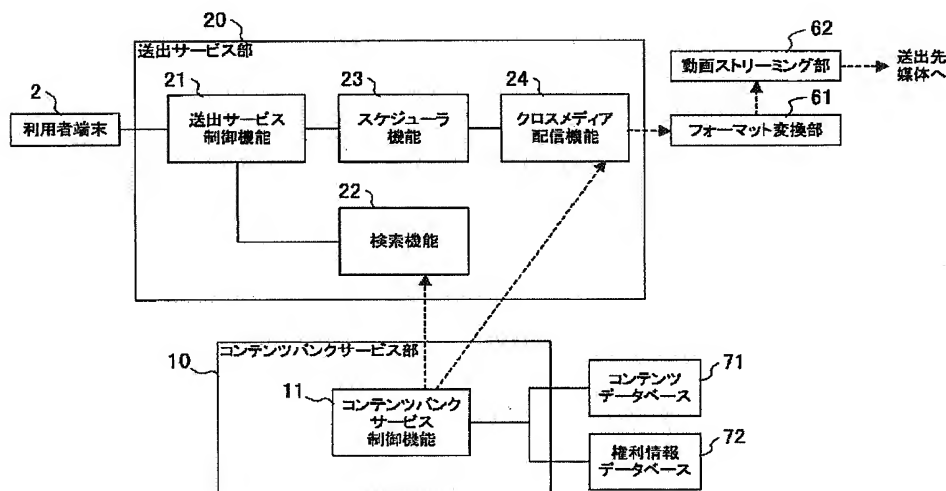 20
送出サービス部
62
動画ストリーミング部
送出先
媒体へ
2
利用者端末
21
送出サービス
制御機能
23
スケジューラ
機能
24
クロスメディア
配信機能
61
フォーマット変換部
22
検索機能
10
コンテンツバンクサービス部
11
コンテンツバンク
サービス
制御機能
71
コンテンツ
データベース
72
権利情報
データベース